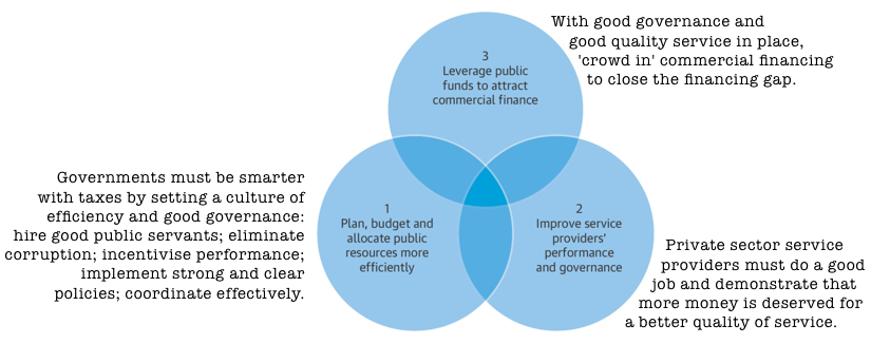 With good governance and
good quality service in place,
'crowd in' commercial financing
to close the financing gap.
3
Leverage public
funds to attract
commercial finance
Governments must be smarter
with taxes by setting a culture of
efficiency and good governance:
hire good public servants; eliminate
corruption; incentivise performance;
implement strong and clear
policies; coordinate effectively.
1
Plan, budget and
allocate public
resources more
efficiently
2
Improve service
providers'
performance
and governance
Private sector service
providers must do a good
job and demonstrate that
more money is deserved for
a better quality of service.